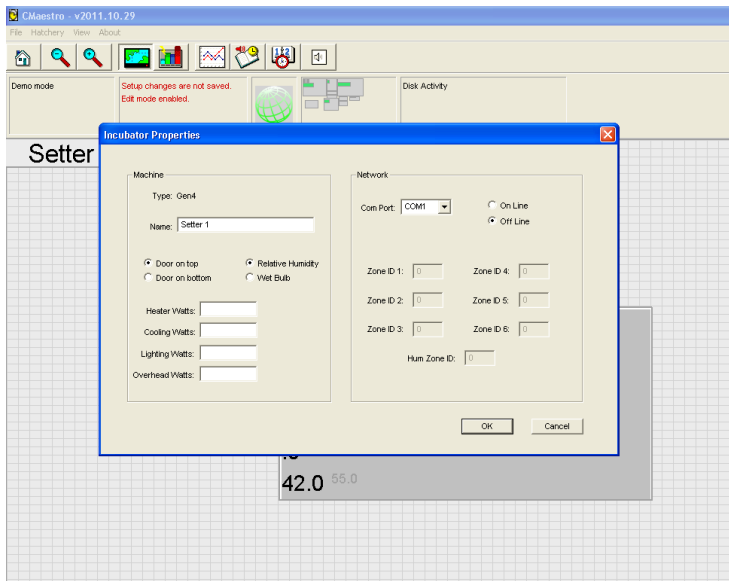 CMaestro - v2011.10.29
File Hatchery View About
Demo mode
Setup changes are not saved.
Edit mode enabled.
Disk Activity
Setter
Incubator Properties
Machine
Type: Gen4
Name: Setter 1
Door on top
Relative Humidity
Door on bottom
Wet Bulb
Heater Watts:
Cooling Watts:
Lighting Watts:
Overhead Watts:
Network
Com Port: COM1
On Line
Off Line
Zone ID 1: 0
Zone ID 4: 0
Zone ID 2: 0
Zone ID 5: 0
Zone ID 3: 0
Zone ID 6: 0
Hum Zone ID: 0
OK
Cancel
42.0 55.0